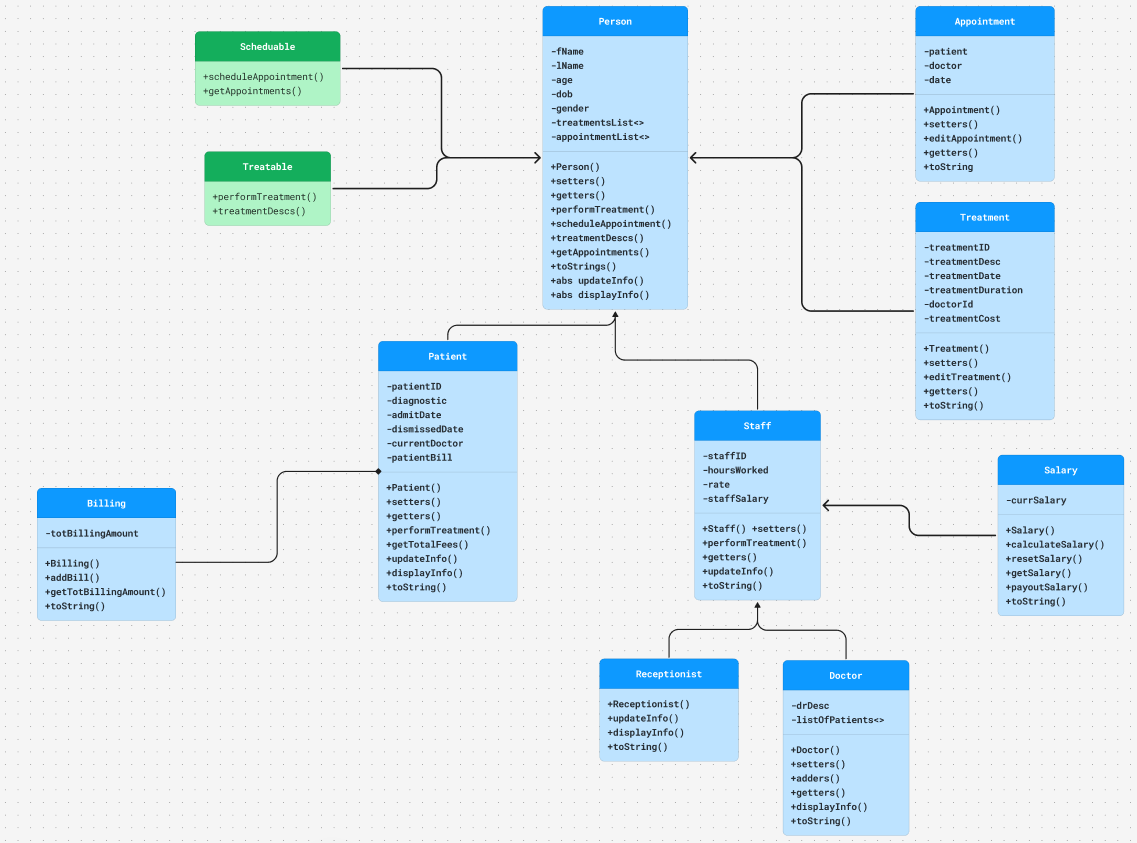 Scheduable
+scheduleAppointment()
+getAppointments()
Treatable
+performTreatment()
+treatmentDescs()
Person
-fName
-lName
-age
-dob
-gender
-treatmentsList<>
-appointmentList<>
+Person()
+setters()
+getters()
+performTreatment()
+scheduleAppointment()
+treatmentDescs()
+getAppointments()
+toStrings()
+abs updateInfo()
+abs displayInfo()
Appointment
-patient
-doctor
-date
+Appointment()
+setters()
+editAppointment()
+getters()
+toString
Treatment
-treatmentID
-treatmentDesc
-treatmentDate
-treatmentDuration
-doctorId
-treatmentCost
+Treatment()
+setters()
+editTreatment()
+getters()
+toString()
Patient
-patientID
-diagnostic
-admitDate
-dismissedDate
-currentDoctor
-patientBill
+Patient()
+setters()
+getters()
+performTreatment()
+getTotalFees()
+updateInfo()
+displayInfo()
+toString()
Staff
-staffID
-hoursWorked
-rate
-staffSalary
+Staff() +setters()
+performTreatment()
+getters()
+updateInfo()
+toString()
Salary
-currSalary
+Salary()
+calculateSalary()
+resetSalary()
+getSalary()
+payoutSalary()
+toString()
Billing
-totBillingAmount
+Billing()
+addBill()
+getTotBillingAmount()
+toString()
Receptionist
+Receptionist()
+updateInfo()
+displayInfo()
+toString()
Doctor
-drDesc
-listOfPatients<>
+Doctor()
+setters()
+adders()
+getters()
+displayInfo()
+toString()